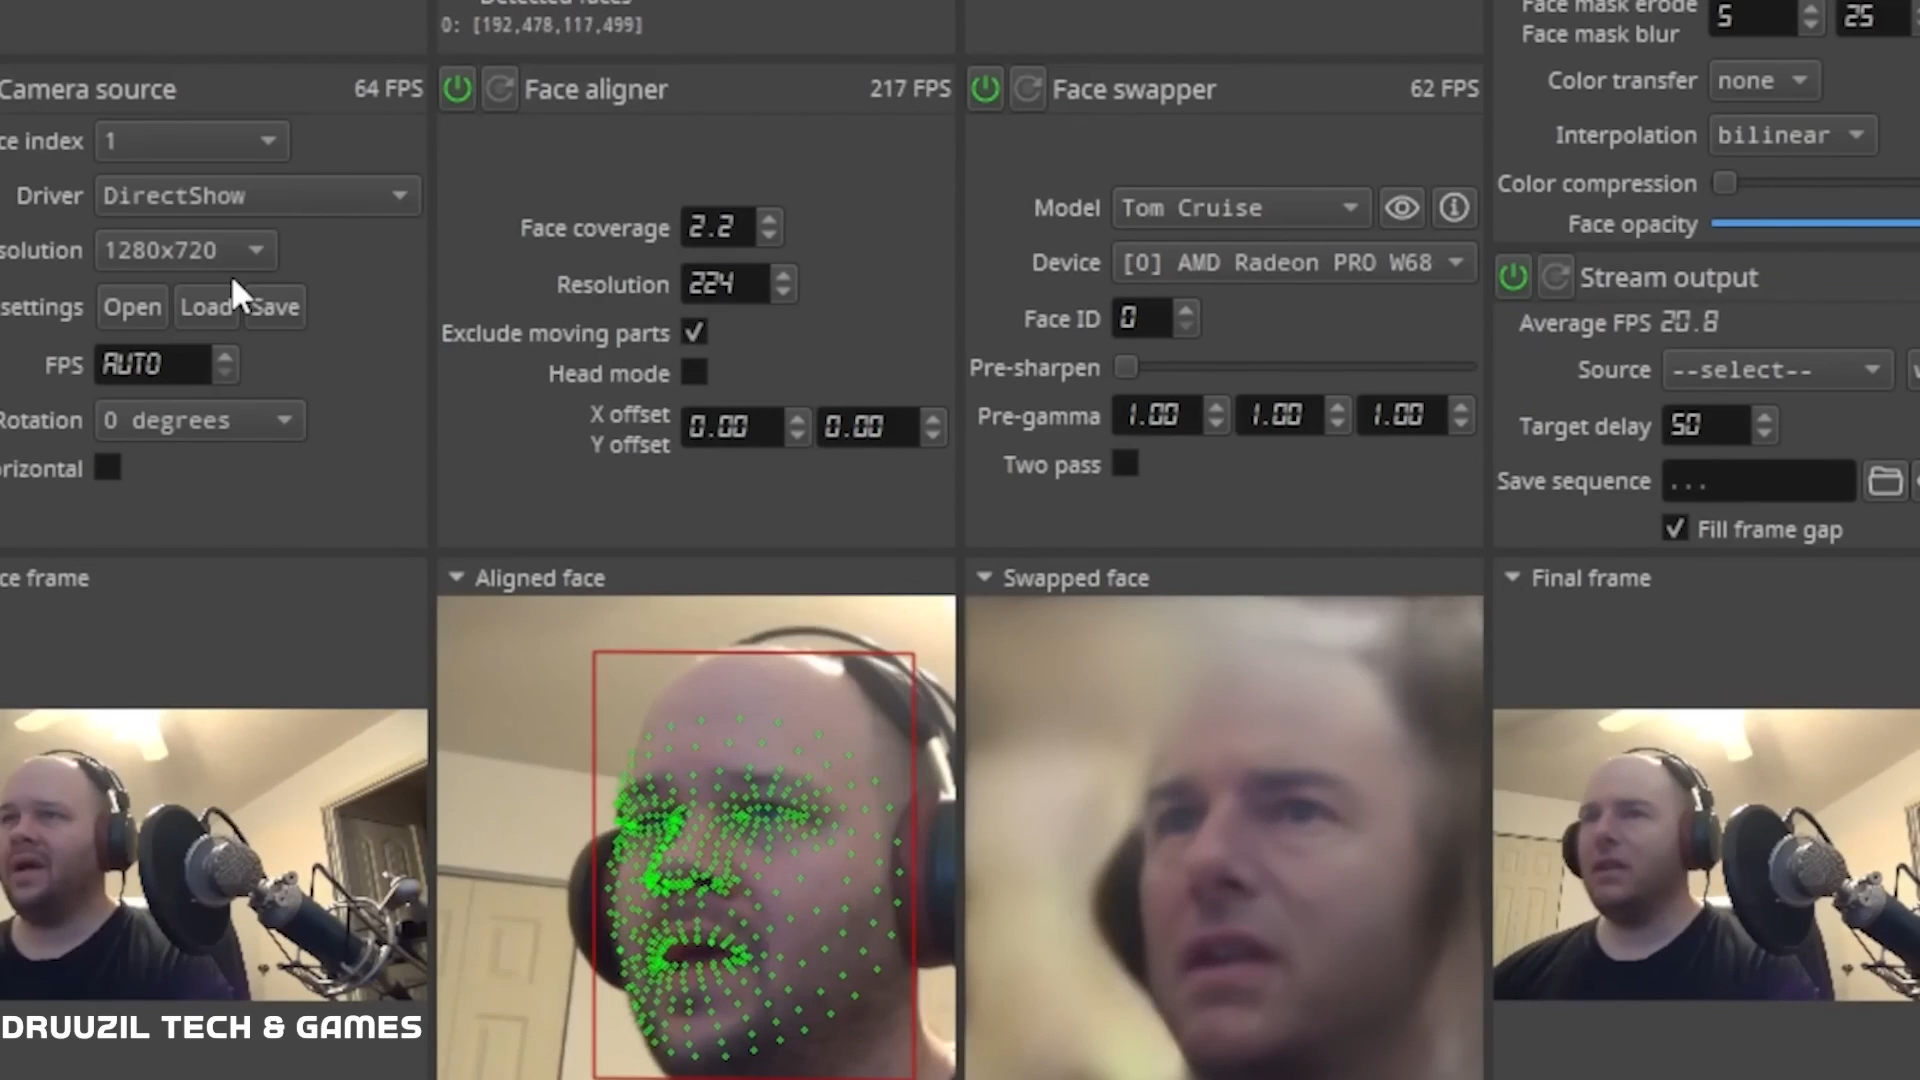 Detected faces
0: [192,478,117,499]
Face mask erode 5 25
Face mask blur
Color transfer none
Interpolation bilinear
Color compression
Face opacity
Camera source 64 FPS
ce index 1
Driver DirectShow
solution 1280x720
settings Open Load Save
FPS AUTO
Rotation 0 degrees
orizontal
Face aligner 217 FPS
Face coverage 2.2
Resolution 224
Exclude moving parts
Head mode
X offset 0.00 0.00
Y offset
Face swapper 62 FPS
Model Tom Cruise
Device [0] AMD Radeon PRO W68
Face ID 0
Pre-sharpen
Pre-gamma 1.00 1.00 1.00
Two pass
Stream output
Average FPS 20.8
Source --select--
Target delay 50
Save sequence ...
Fill frame gap
ce frame
Aligned face
Swapped face
Final frame
DRUUZIL TECH & GAMES